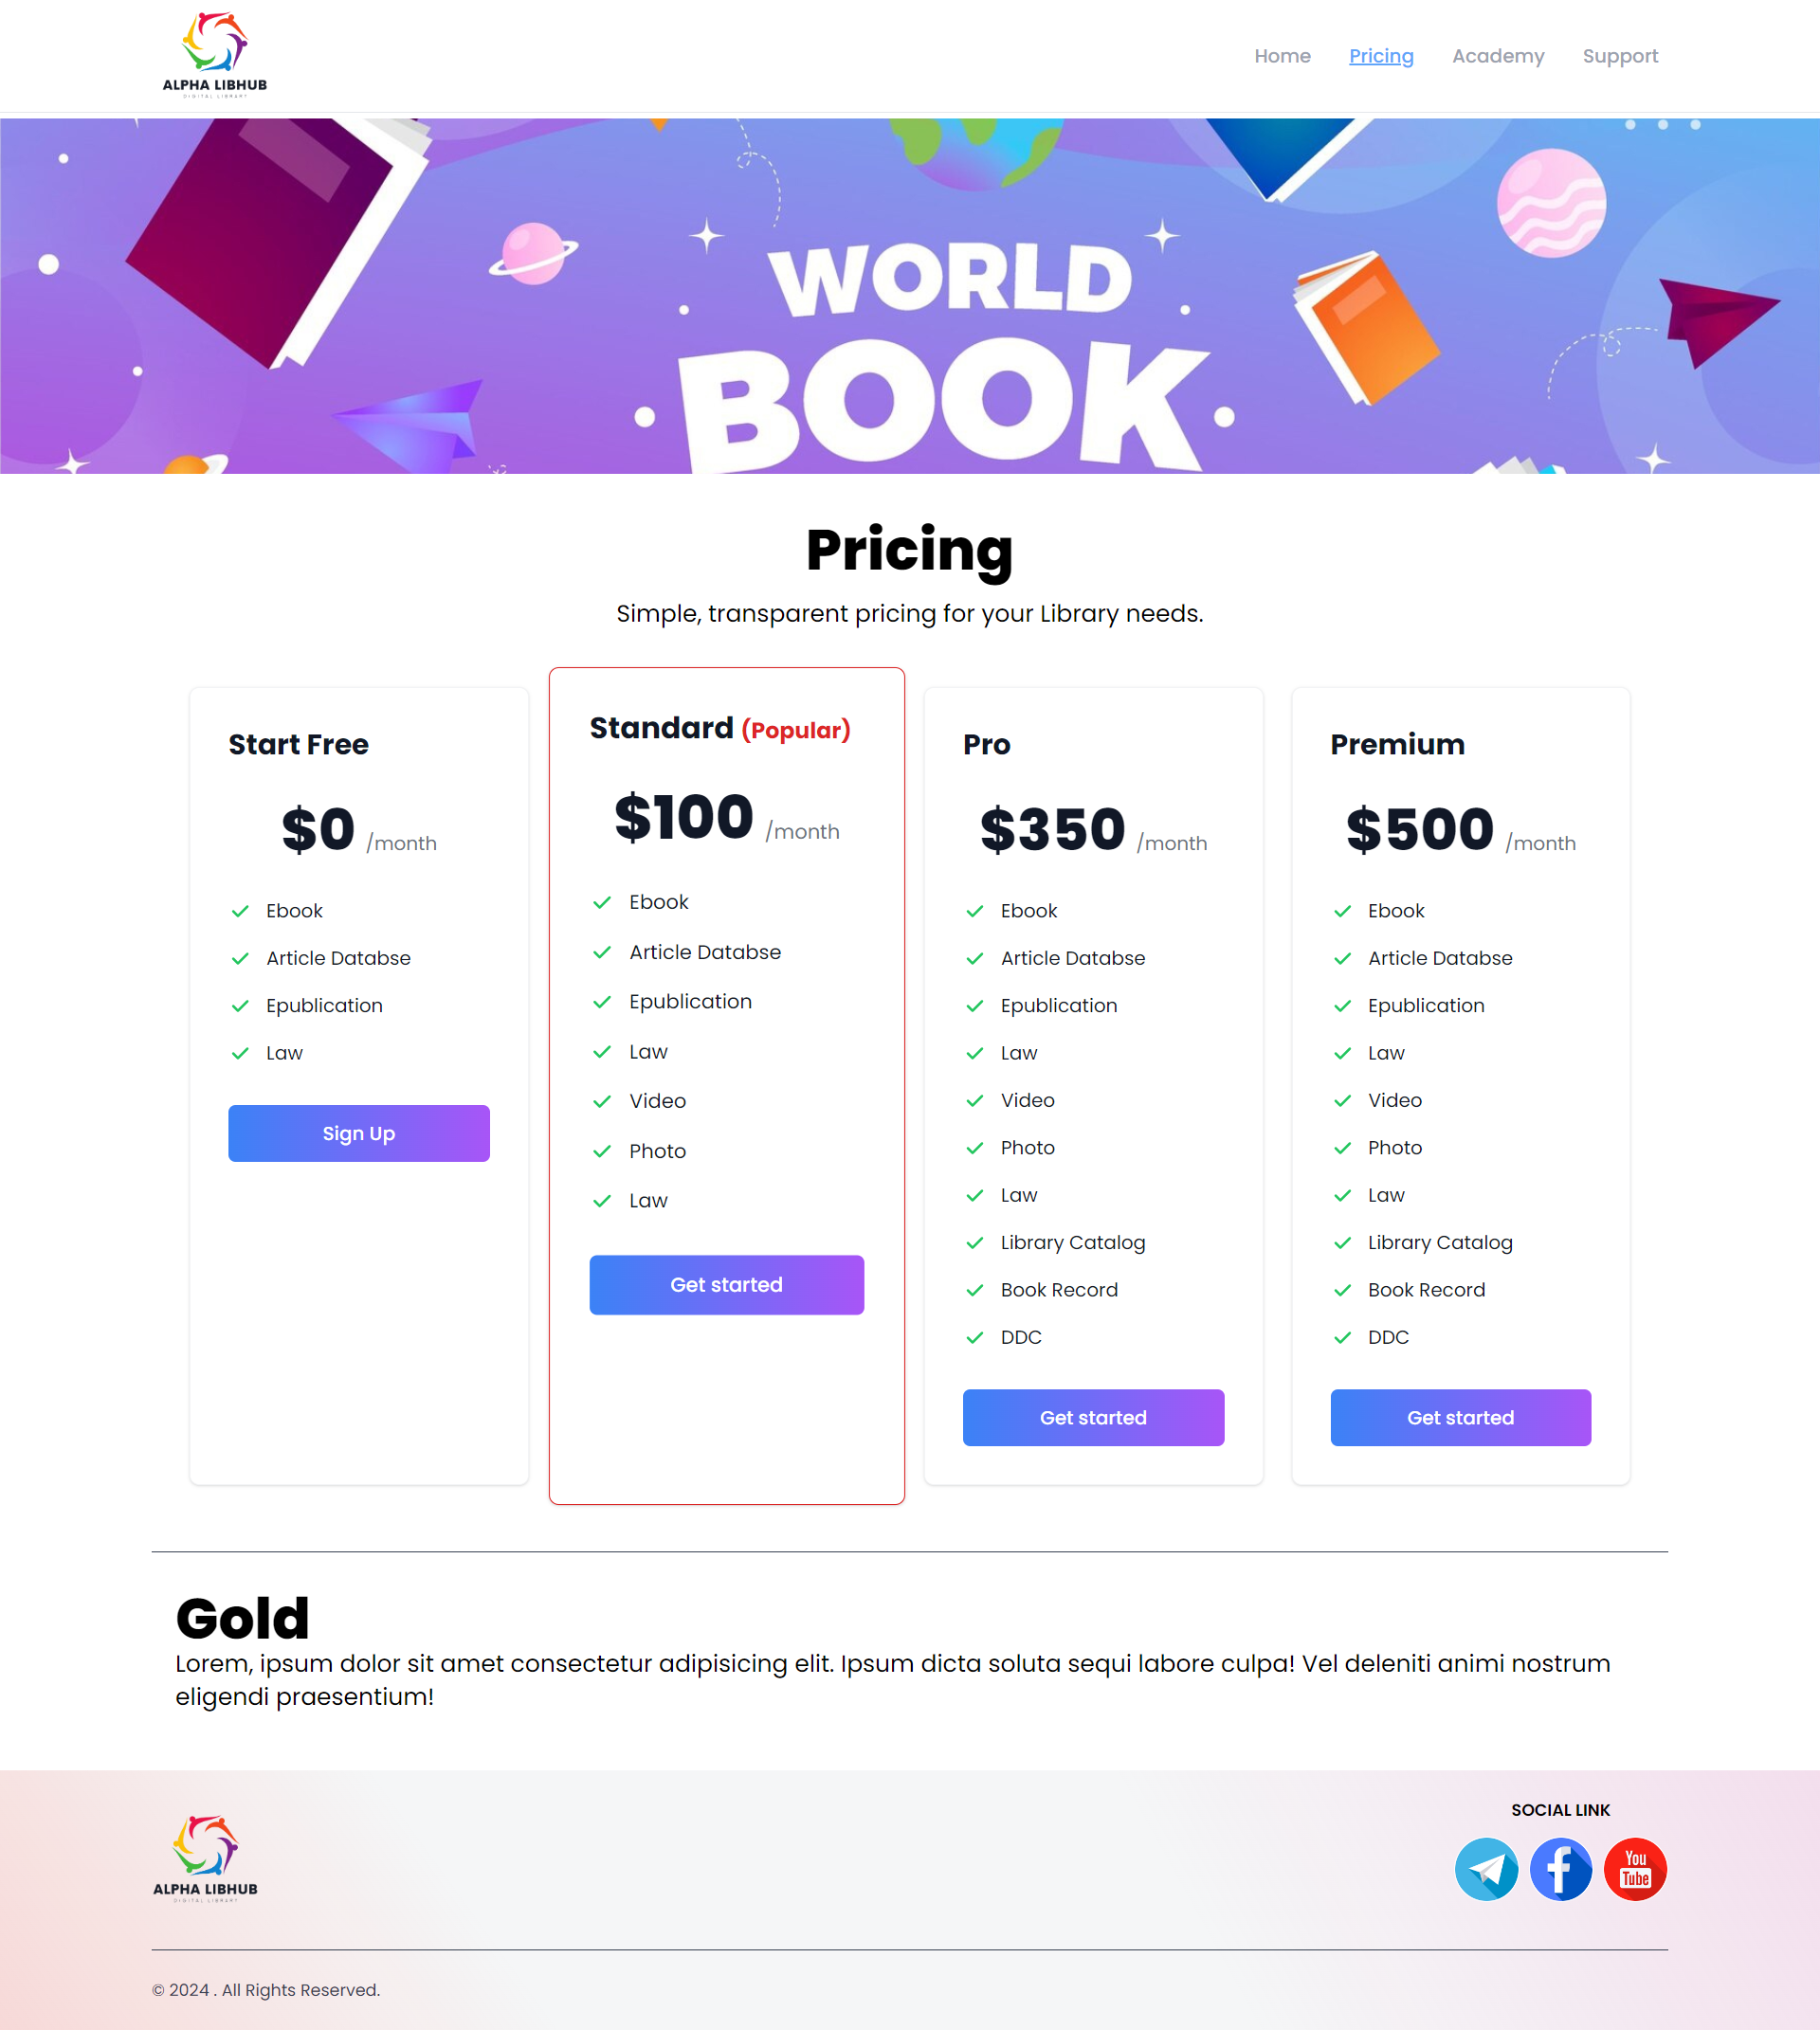 ALPHA LIBHUB
DIGITAL LIBRARY
Home Pricing Academy Support
WORLD
BOOK
Pricing
Simple, transparent pricing for your Library needs.
Start Free
$0 /month
Ebook
Article Databse
Epublication
Law
Sign Up
Standard (Popular)
$100 /month
Ebook
Article Databse
Epublication
Law
Video
Photo
Law
Get started
Pro
$350 /month
Ebook
Article Databse
Epublication
Law
Video
Photo
Law
Library Catalog
Book Record
DDC
Get started
Premium
$500 /month
Ebook
Article Databse
Epublication
Law
Video
Photo
Law
Library Catalog
Book Record
DDC
Get started
Gold
Lorem, ipsum dolor sit amet consectetur adipisicing elit. Ipsum dicta soluta sequi labore culpa! Vel deleniti animi nostrum
eligendi praesentium!
ALPHA LIBHUB
DIGITAL LIBRARY
SOCIAL LINK
You
Tube
© 2024 . All Rights Reserved.